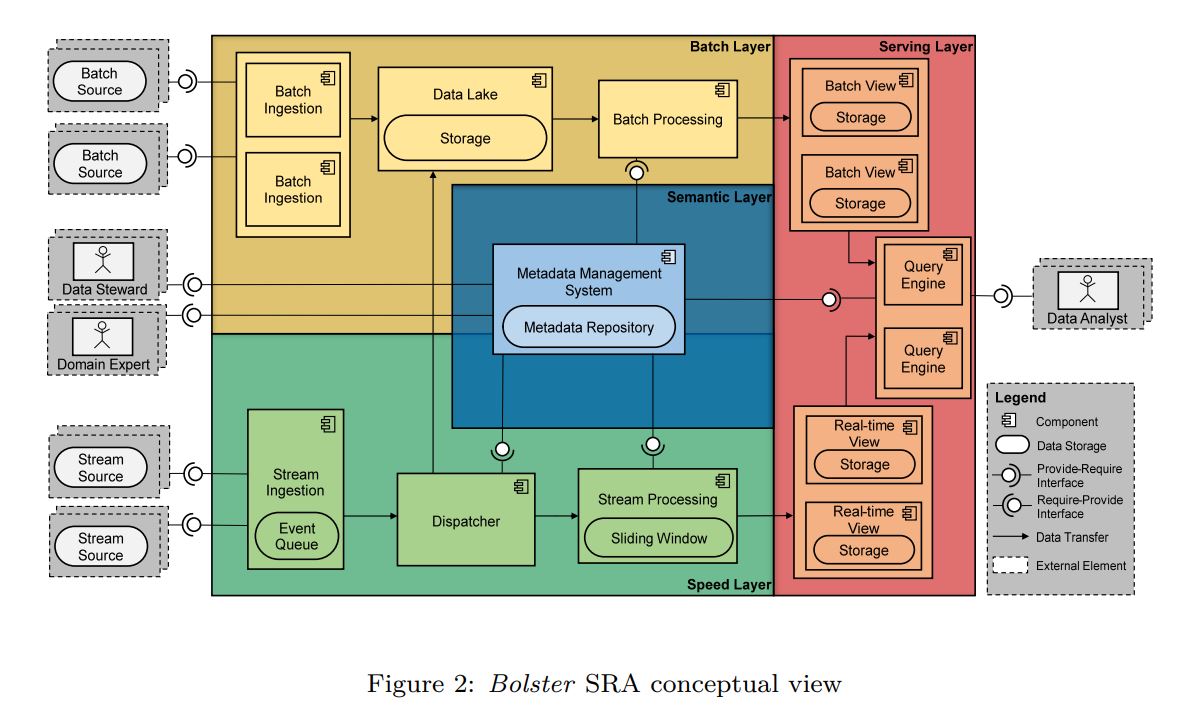 Batch Layer
Serving Layer
Batch
Source
Batch
Source
Batch
Ingestion
Batch
Ingestion
Data Lake
Storage
Batch Processing
Batch View
Storage
Batch View
Storage
Semantic Layer
Data Steward
Domain Expert
Metadata Management
System
Metadata Repository
Query
Engine
Query
Engine
Data Analyst
Stream
Source
Stream
Source
Stream
Ingestion
Event
Queue
Dispatcher
Stream Processing
Sliding Window
Real-time
View
Storage
Real-time
View
Storage
Speed Layer
Legend
Component
Data Storage
Provide-Require
Interface
Require-Provide
Interface
Data Transfer
External Element
Figure 2: Bolster SRA conceptual view